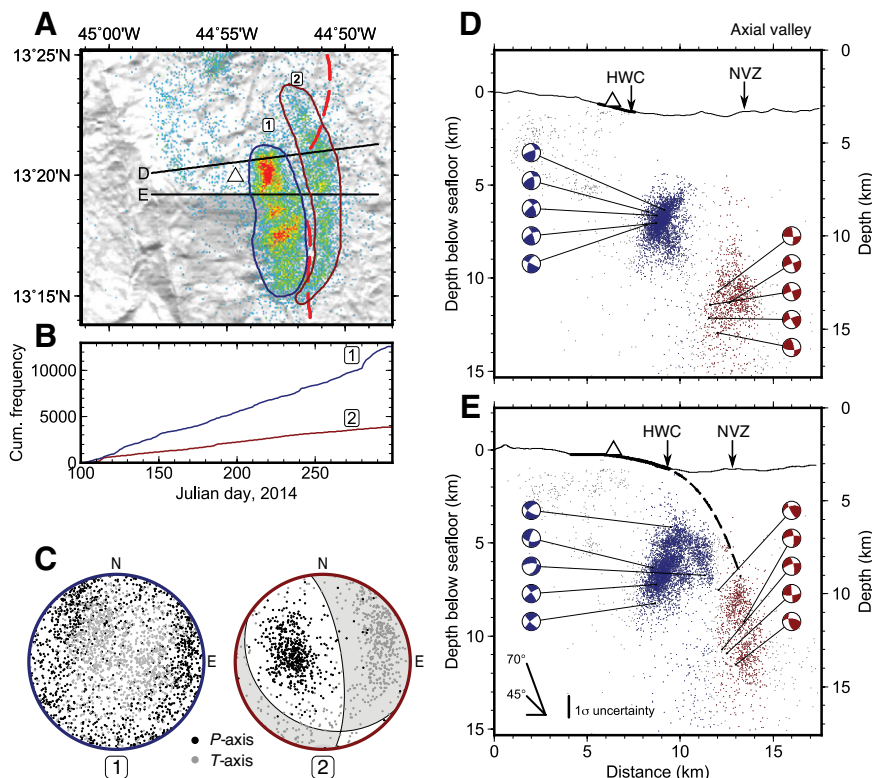 A
45°00'W 44°55'W 44°50'W
13°25'N
13°20'N
13°15'N
1
2
D
E
B
Cum. frequency
10000
5000
0
1
2
100 150 200 250
Julian day, 2014
C
N
N
E
E
P-axis
T-axis
1
2
D
Axial valley
HWC
NVZ
0
5
10
15
Depth below seafloor (km)
0
5
10
15
Depth (km)
E
HWC
NVZ
0
5
10
15
Depth below seafloor (km)
0
5
10
15
Depth (km)
70°
45°
1σ uncertainty
0 5 10 15
Distance (km)